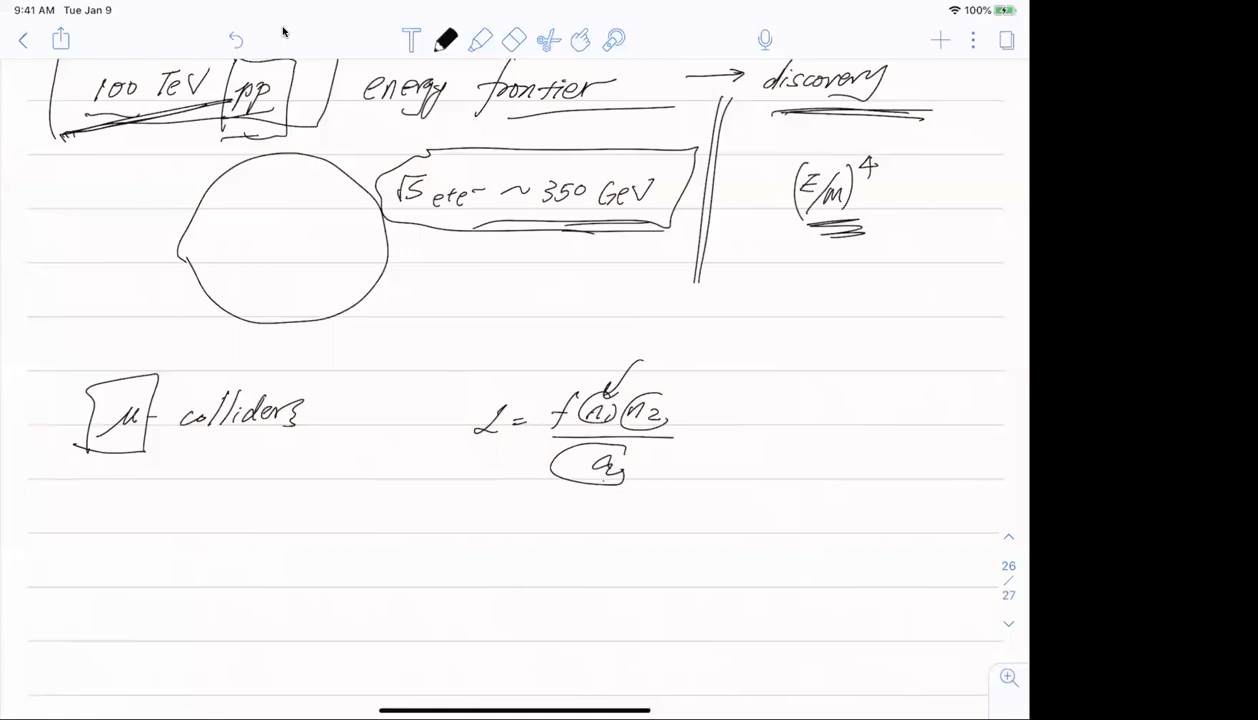 9:41 AM Tue Jan 9 100%
T
100 TeV pp energy frontier → discovery
√s e+e- ~ 350 GeV (E/m)^4
μ - colliders L = f n1 n2 / a
26
/
27